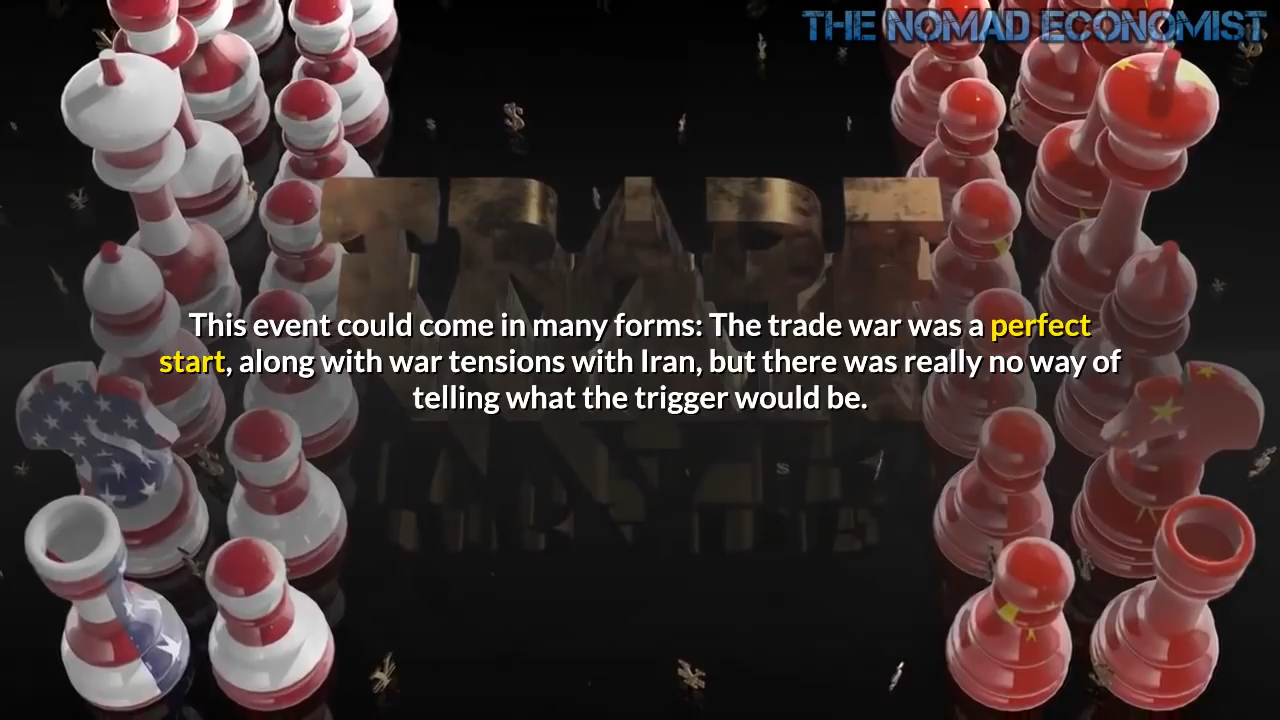 THE NOMAD ECONOMIST
This event could come in many forms: The trade war was a perfect
start, along with war tensions with Iran, but there was really no way of
telling what the trigger would be.